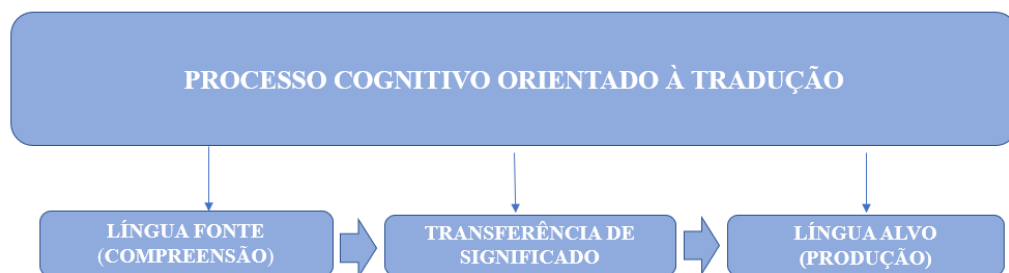 PROCESSO COGNITIVO ORIENTADO À TRADUÇÃO
LÍNGUA FONTE
(COMPREENSÃO)
TRANSFERÊNCIA DE
SIGNIFICADO
LÍNGUA ALVO
(PRODUÇÃO)